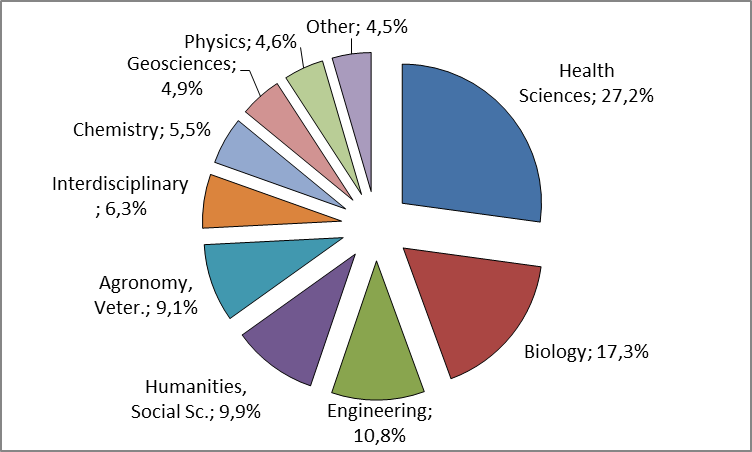 Health
Sciences; 27,2%
Biology; 17,3%
Engineering;
10,8%
Humanities,
Social Sc.; 9,9%
Agronomy,
Veter.; 9,1%
Interdisciplinary
; 6,3%
Chemistry; 5,5%
Geosciences;
4,9%
Physics; 4,6%
Other; 4,5%